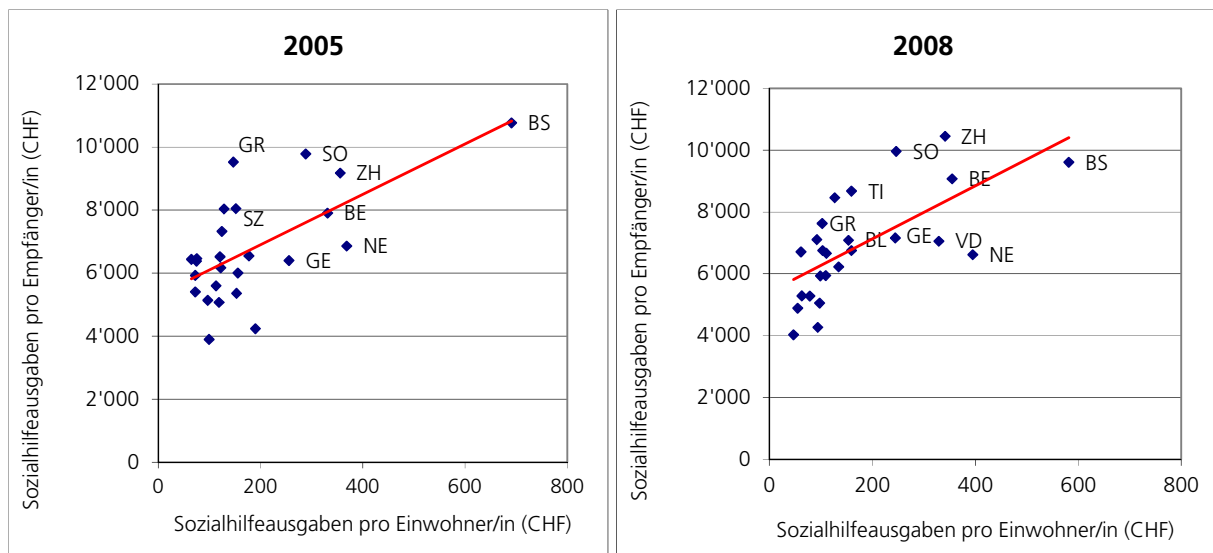 2005
Sozialhilfeausgaben pro Empfänger/in (CHF)
12'000
10'000
8'000
6'000
4'000
2'000
0
BS
GR
SO
ZH
SZ
BE
NE
GE
0 200 400 600 800
Sozialhilfeausgaben pro Einwohner/in (CHF)
2008
Sozialhilfeausgaben pro Empfänger/in (CHF)
12'000
10'000
8'000
6'000
4'000
2'000
0
ZH
SO
BS
BE
TI
GR
BL
GE
VD
NE
0 200 400 600 800
Sozialhilfeausgaben pro Einwohner/in (CHF)